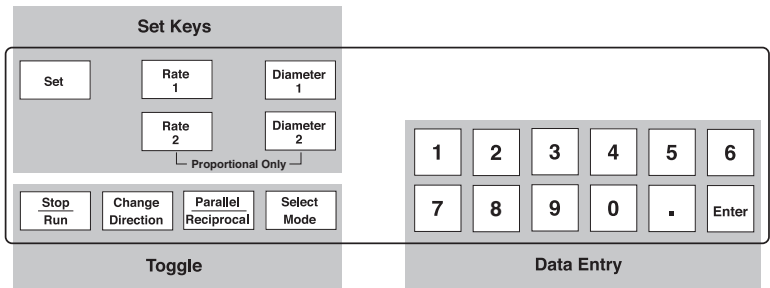 Set Keys
Set
Rate
1
Diameter
1
Rate
2
Diameter
2
Proportional Only
Stop
Run
Change
Direction
Parallel
Reciprocal
Select
Mode
Toggle
1 2 3 4 5 6
7 8 9 0 . Enter
Data Entry